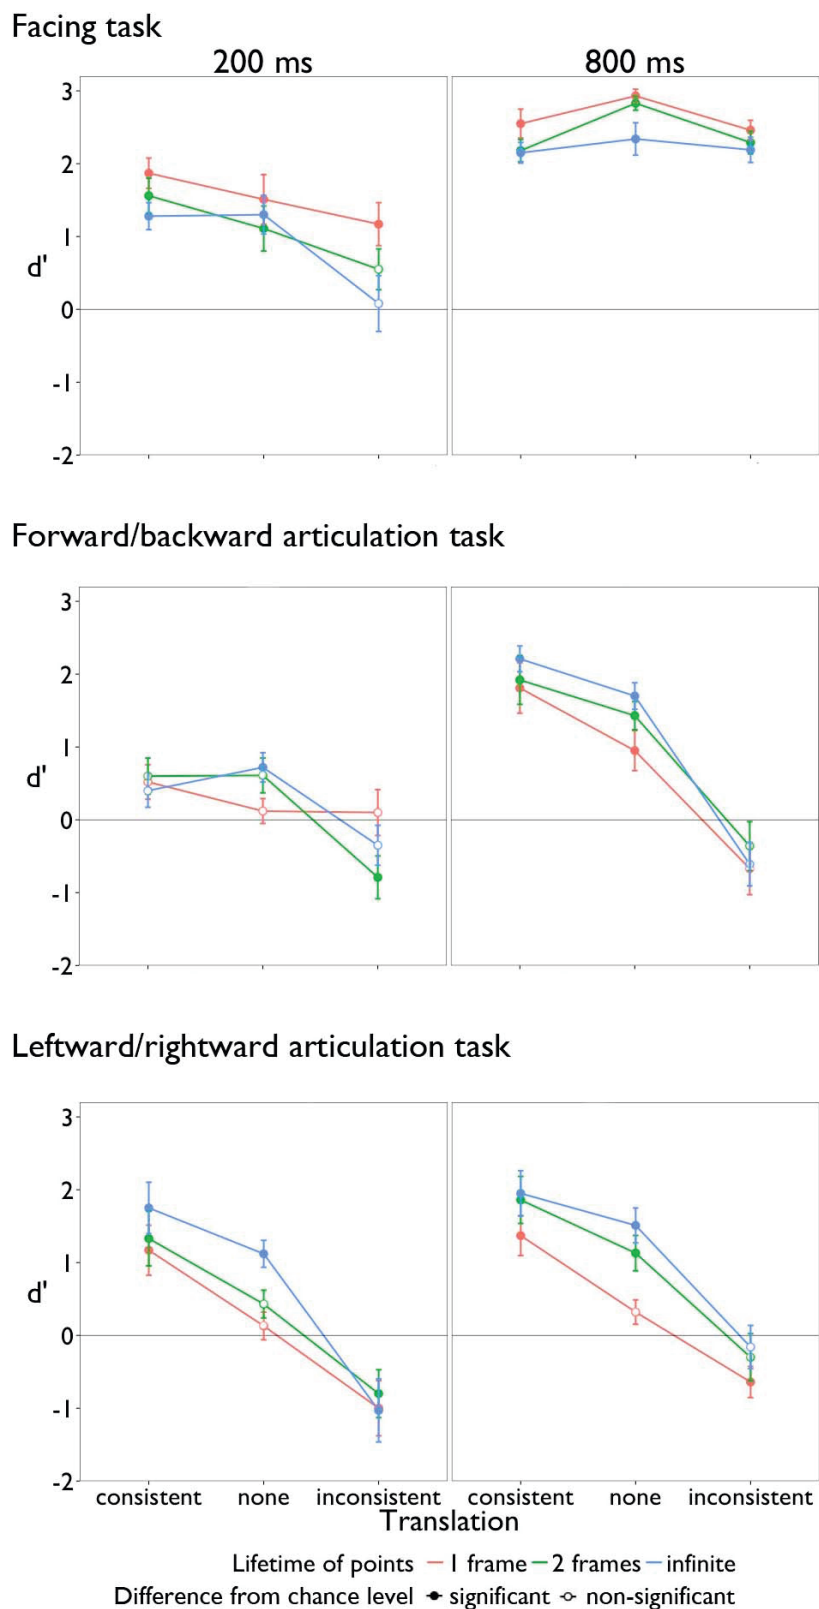 Facing task
200 ms 800 ms
3
2
1
d'
0
-1
-2
Forward/backward articulation task
3
2
1
d'
0
-1
-2
Leftward/rightward articulation task
3
2
1
d'
0
-1
-2
consistent none inconsistent consistent none inconsistent
Translation
Lifetime of points 1 frame 2 frames infinite
Difference from chance level significant non-significant